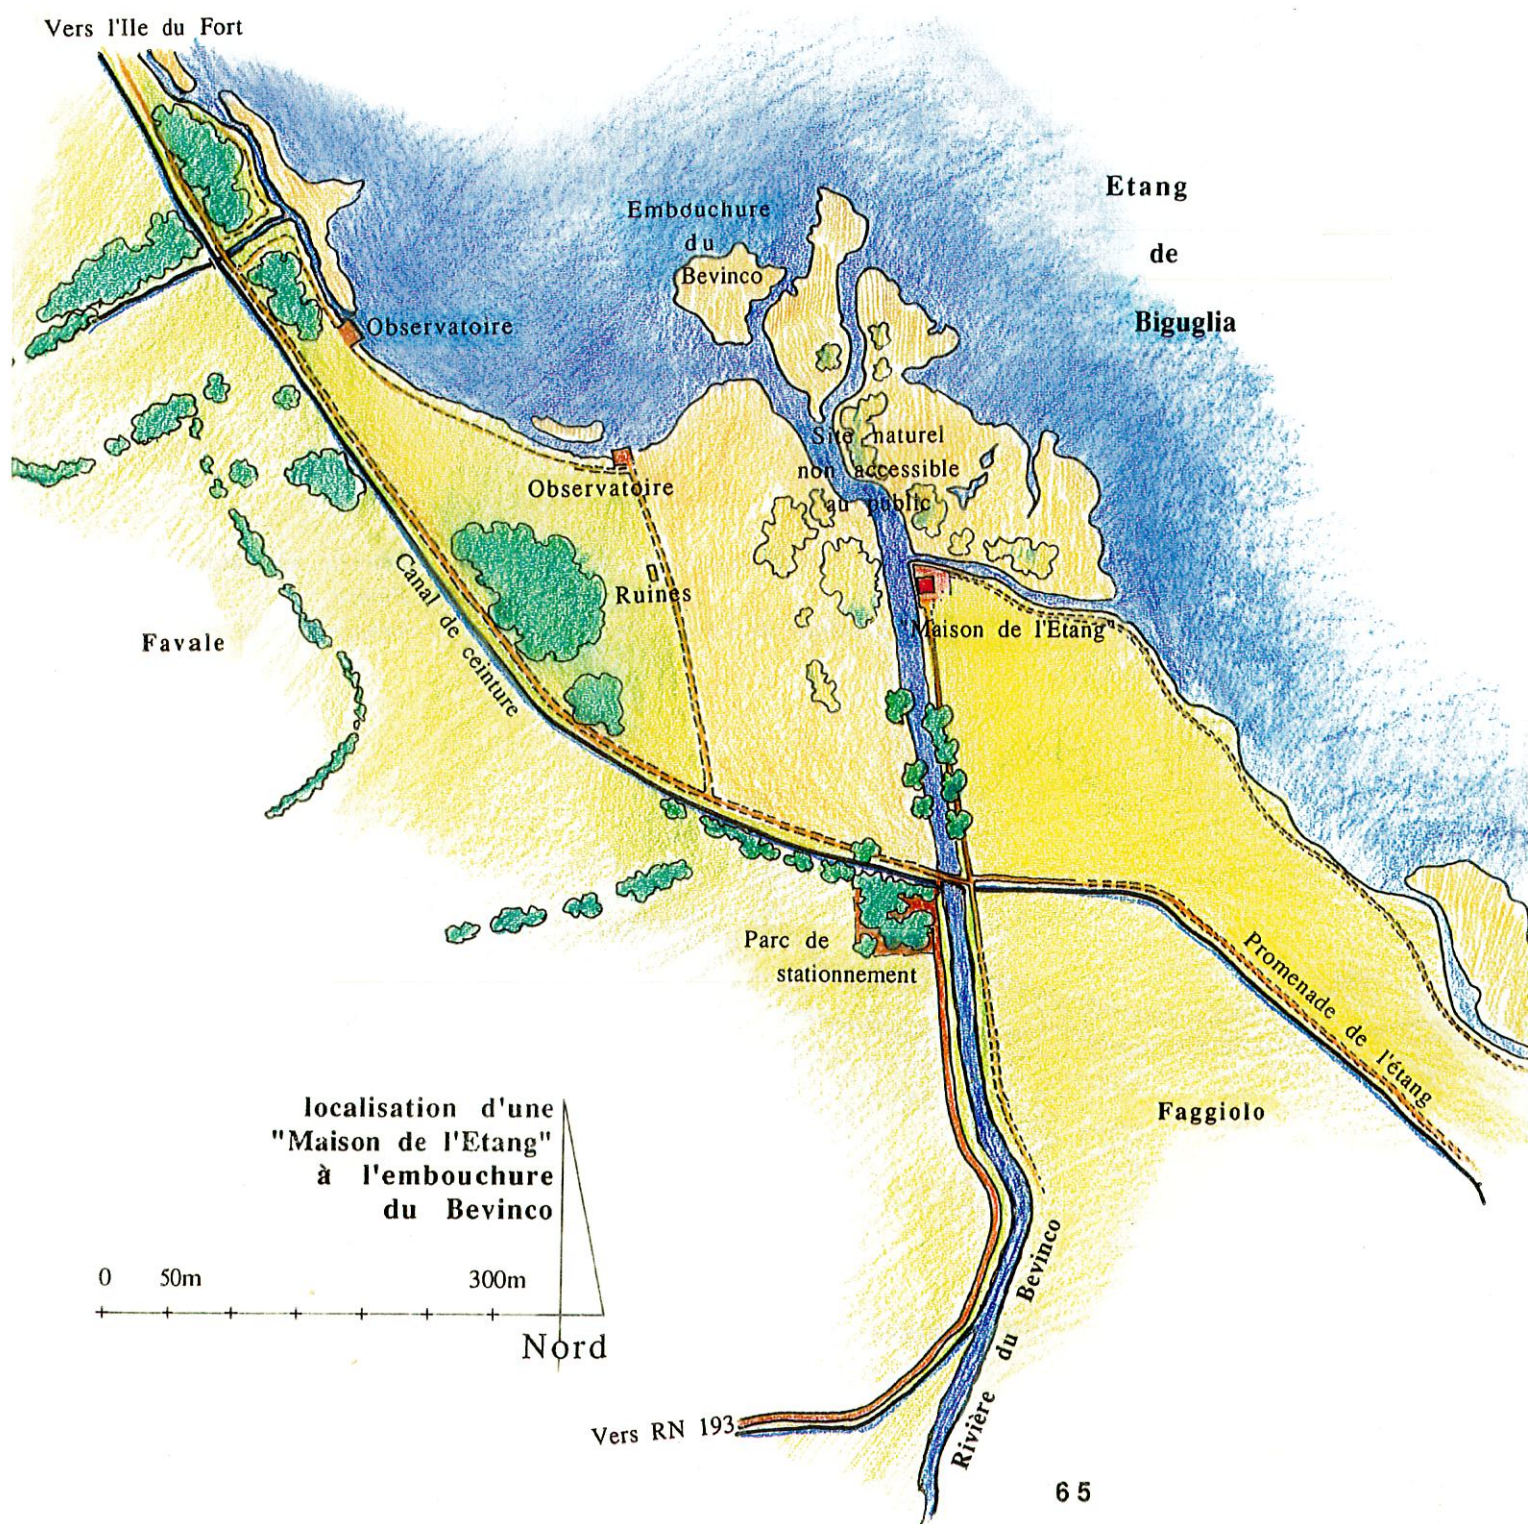 Vers l'Ile du Fort
Etang
de
Biguglia
Embouchure
du
Bevinco
Observatoire
Observatoire
Site naturel
non accessible
au public
Ruines
"Maison de l'Etang"
Canal de ceinture
Favale
Parc de
stationnement
Promenade de l'étang
Faggiolo
localisation d'une
"Maison de l'Etang"
à l'embouchure
du Bevinco
0 50m 300m
Nord
Rivière du Bevinco
Vers RN 193
65